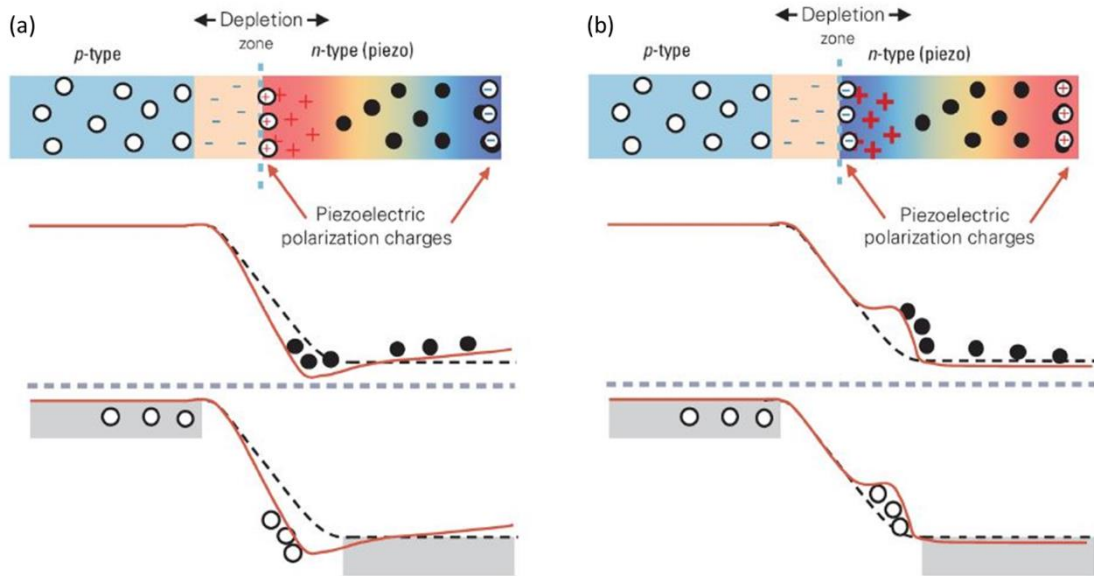 (a)
Depletion
zone
p-type
n-type (piezo)
Piezoelectric
polarization charges
(b)
Depletion
zone
p-type
n-type (piezo)
Piezoelectric
polarization charges